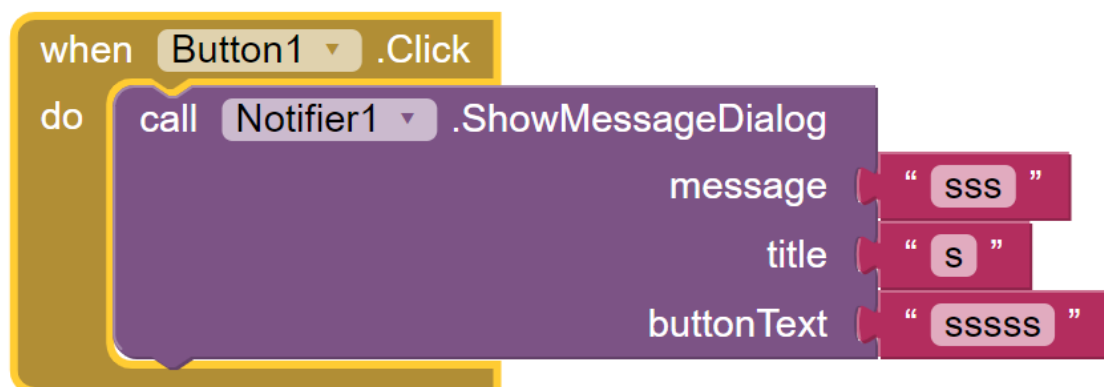 when Button1 .Click
do call Notifier1 .ShowMessageDialog
message “ sss ”
title “ s ”
buttonText “ sssss ”